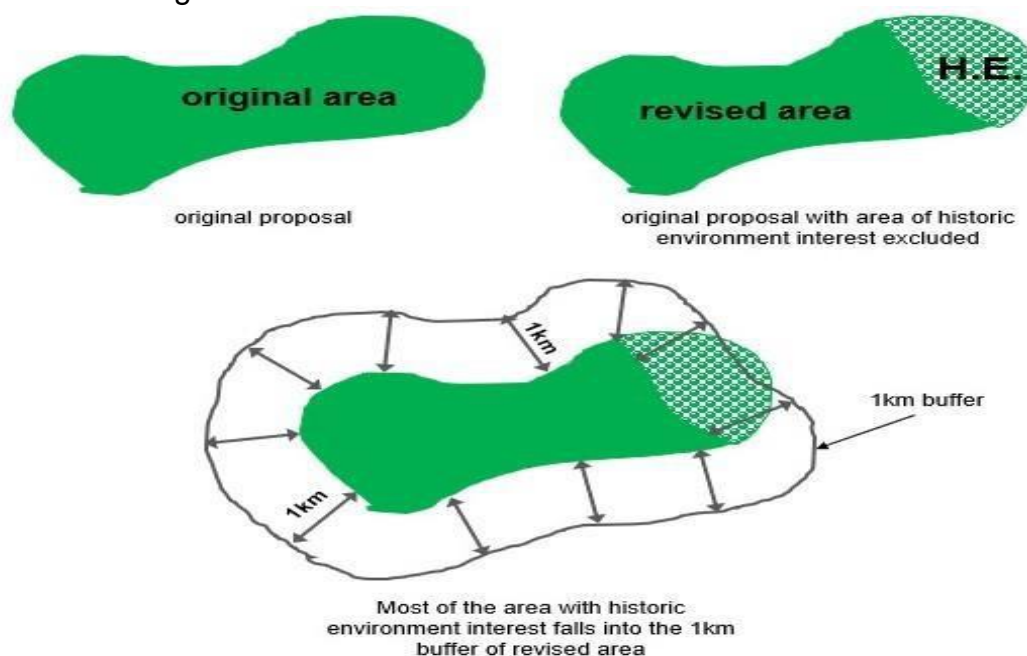 original area
H.E.
revised area
original proposal
original proposal with area of historic
environment interest excluded
1km
1km buffer
1km
Most of the area with historic
environment interest falls into the 1km
buffer of revised area